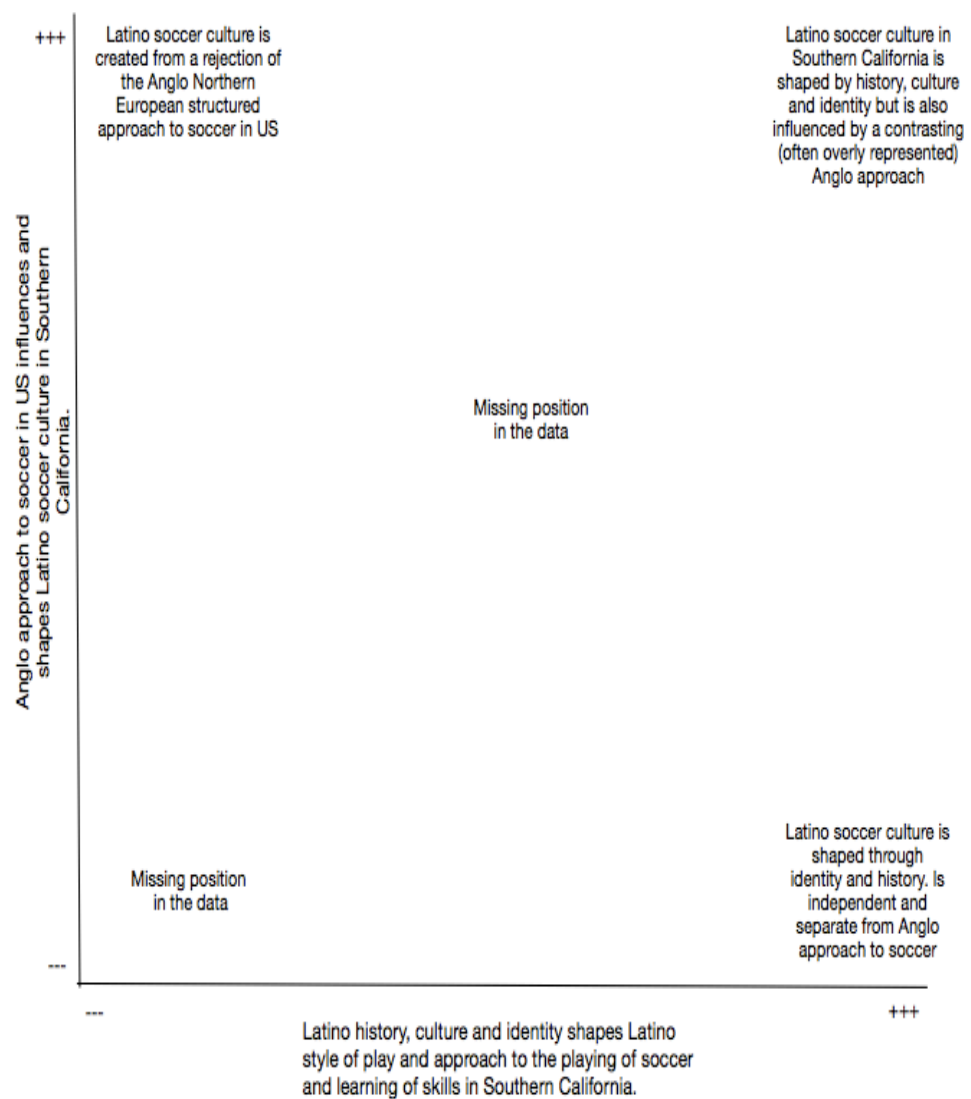 +++
Latino soccer culture is
created from a rejection of
the Anglo Northern
European structured
approach to soccer in US
Latino soccer culture in
Southern California is
shaped by history, culture
and identity but is also
influenced by a contrasting
(often overly represented)
Anglo approach
Anglo approach to soccer in US influences and
shapes Latino soccer culture in Southern
California.
Missing position
in the data
Missing position
in the data
Latino soccer culture is
shaped through
identity and history. Is
independent and
separate from Anglo
approach to soccer
---
---
+++
Latino history, culture and identity shapes Latino
style of play and approach to the playing of soccer
and learning of skills in Southern California.